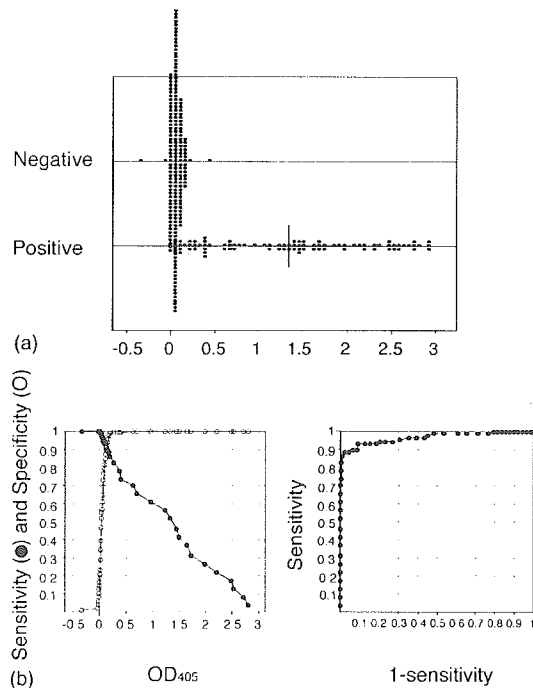 Negative
Positive
-0.5 0 0.5 1 1.5 2 2.5 3
(a)
Sensitivity (●) and Specificity (O)
1
0.9
0.8
0.7
0.6
0.5
0.4
0.3
0.2
0.1
-0 5 0 0 5 1 1 5 2 2 5 3
OD405
Sensitivity
1
0.9
0.8
0.7
0.6
0.5
0.4
0.3
0.2
0.1
0.1 0.2 0.3 0.4 0.5 0.6 0.7 0.8 0.9 1
1-sensitivity
(b)